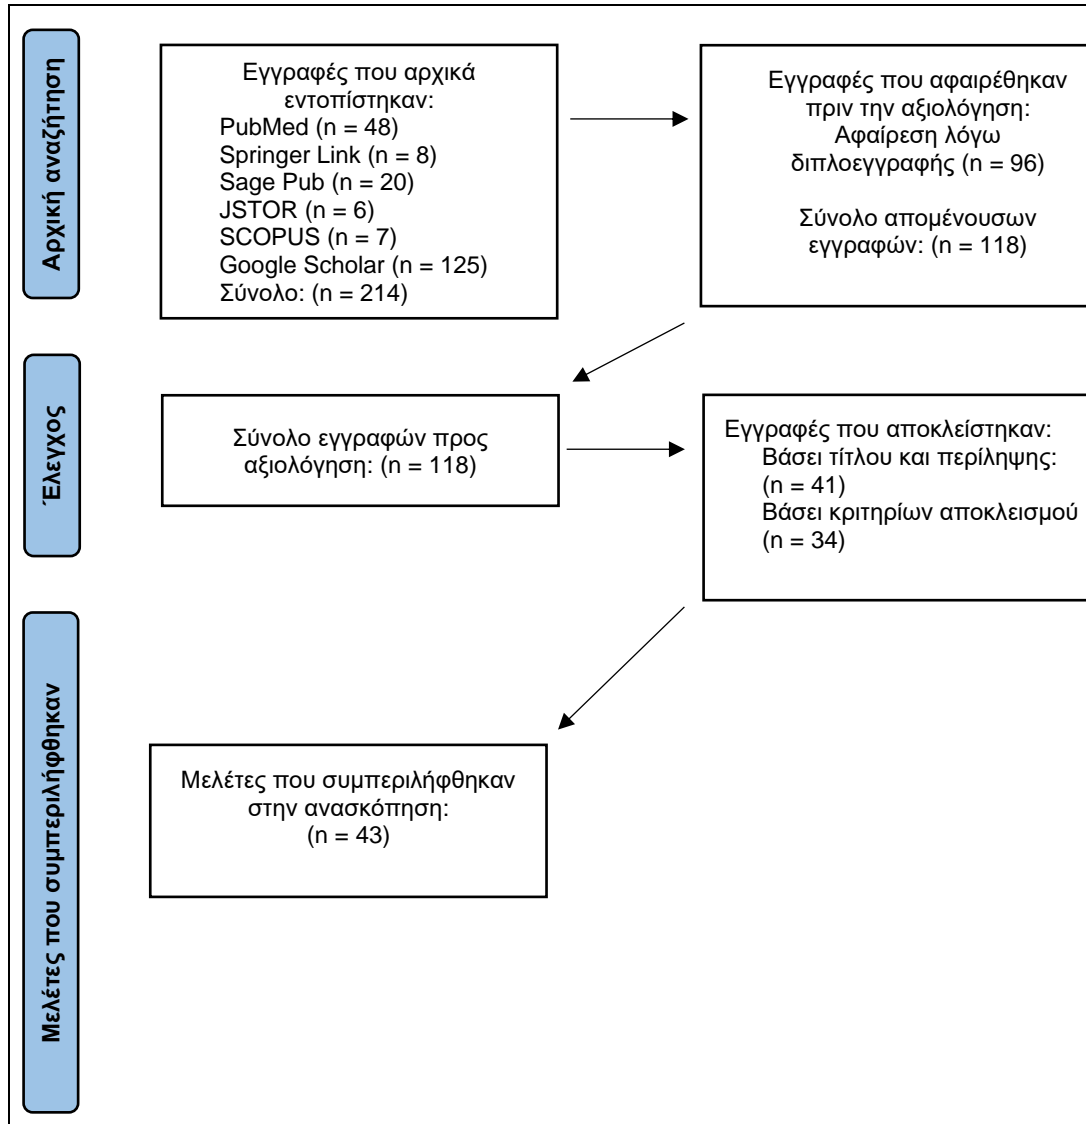 Αρχική αναζήτηση
Εγγραφές που αρχικά
εντοπίστηκαν:
PubMed (n = 48)
Springer Link (n = 8)
Sage Pub (n = 20)
JSTOR (n = 6)
SCOPUS (n = 7)
Google Scholar (n = 125)
Σύνολο: (n = 214)
Εγγραφές που αφαιρέθηκαν
πριν την αξιολόγηση:
Αφαίρεση λόγω
διπλοεγγραφής (n = 96)
Σύνολο απομένουσων
εγγραφών: (n = 118)
Έλεγχος
Σύνολο εγγραφών προς
αξιολόγηση: (n = 118)
Εγγραφές που αποκλείστηκαν:
Βάσει τίτλου και περίληψης:
(n = 41)
Βάσει κριτηρίων αποκλεισμού
(n = 34)
Μελέτες που συμπεριλήφθηκαν
Μελέτες που συμπεριλήφθηκαν
στην ανασκόπηση:
(n = 43)